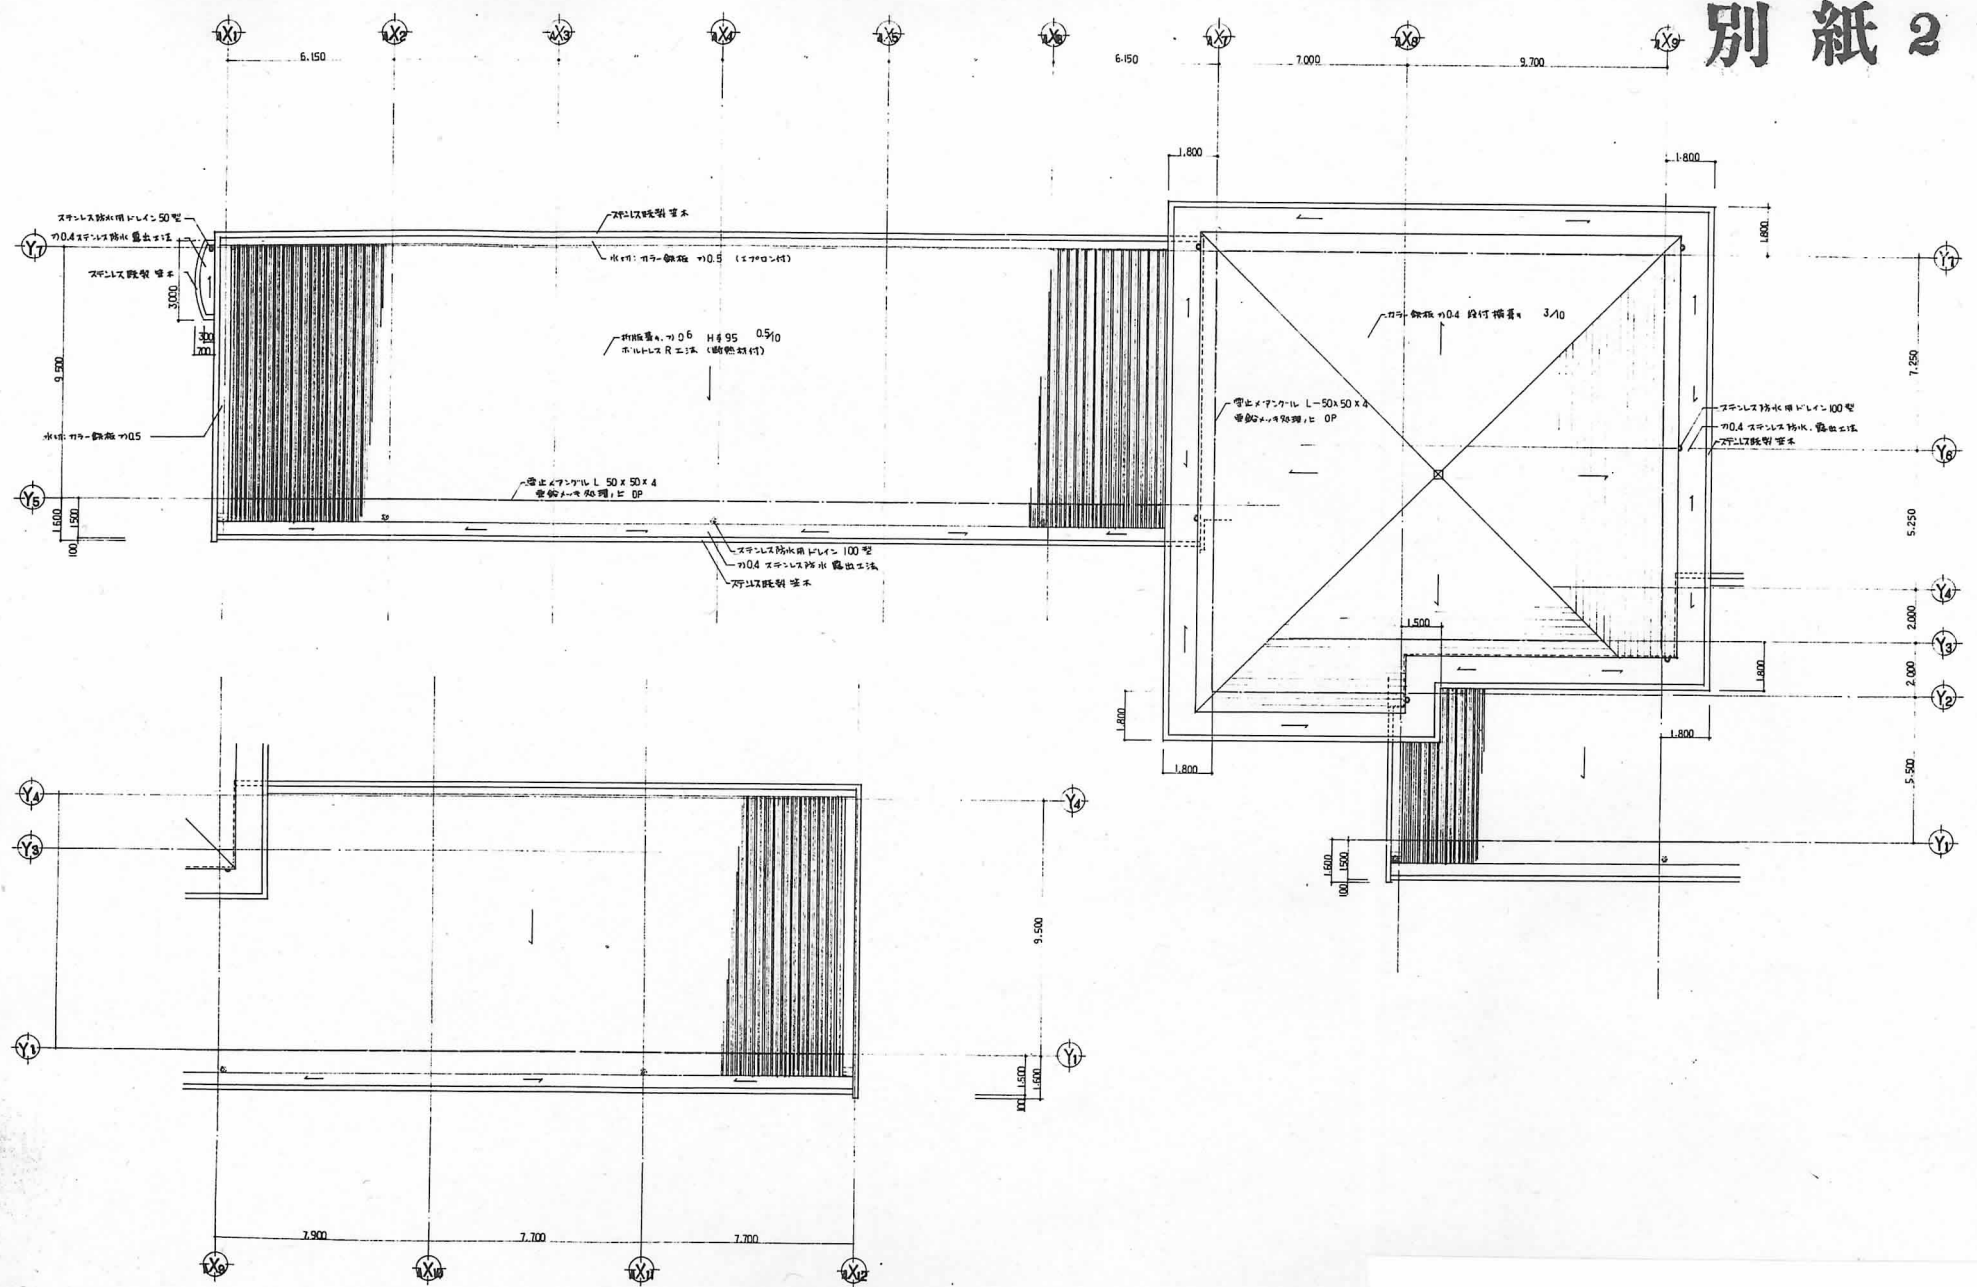 別紙2
X1 X2 X3 X4 X5 X6 X7 X8 X9
6.150
6.150
7.000
9.700
1.800
1.800
1.800
ステンレス防水用ドレイン50型
ア0.4ステンレス防水 露出工法
ステンレス既製笠木
3.000
300
700
Y7
9.500
水切:カラー鉄板 ア0.5
Y5
1.600
1.500
100
ステンレス既製笠木
水切:カラー鉄板 ア0.5 (エプロン付)
折版葺キ.ア0.6 H=95 0.5/10
ボルトレスR工法 (断熱材付)
雪止メアングル L 50×50×4
亜鉛メッキ処理ノ上 OP
ステンレス防水用ドレイン 100型
ア0.4 ステンレス防水 露出工法
ステンレス既製笠木
カラー鉄板 ア0.4 段付横葺キ 3/10
雪止メアングル L-50×50×4
亜鉛メッキ処理ノ上 OP
ステンレス防水用ドレイン100型
ア0.4 ステンレス防水.露出工法
ステンレス既製笠木
Y7
7.250
Y6
5.250
Y4
2.000
Y3
2.000
Y2
5.500
Y1
1.500
1.800
1.800
1.800
1.800
1.600
1.500
100
Y4
Y3
Y1
Y4
9.500
Y1
1.500
1.600
100
7.900
7.700
7.700
X9 X10 X11 X12